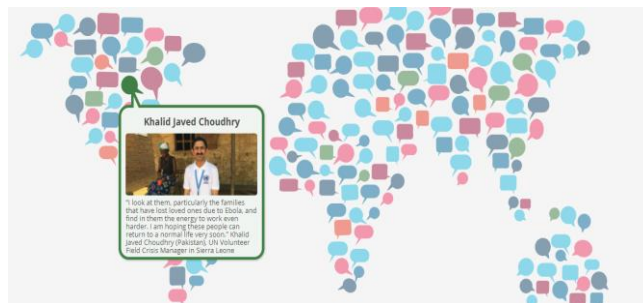 Khalid Javed Choudhry
"I look at them, particularly the families
that have lost loved ones due to Ebola, and
find in them the energy to work even
harder. I am hoping these people can
return to a normal life very soon." Khalid
Javed Choudhry (Pakistan), UN Volunteer
Field Crisis Manager in Sierra Leone